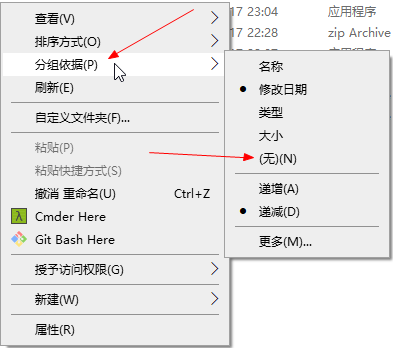 查看(V)
排序方式(O)
分组依据(P)
刷新(E)
自定义文件夹(F)...
粘贴(P)
粘贴快捷方式(S)
撤消 重命名(U) Ctrl+Z
Cmder Here
Git Bash Here
授予访问权限(G)
新建(W)
属性(R)
17 23:04 应用程序
17 22:28 zip Archive
名称
修改日期
类型
大小
(无)(N)
递增(A)
递减(D)
更多(M)...